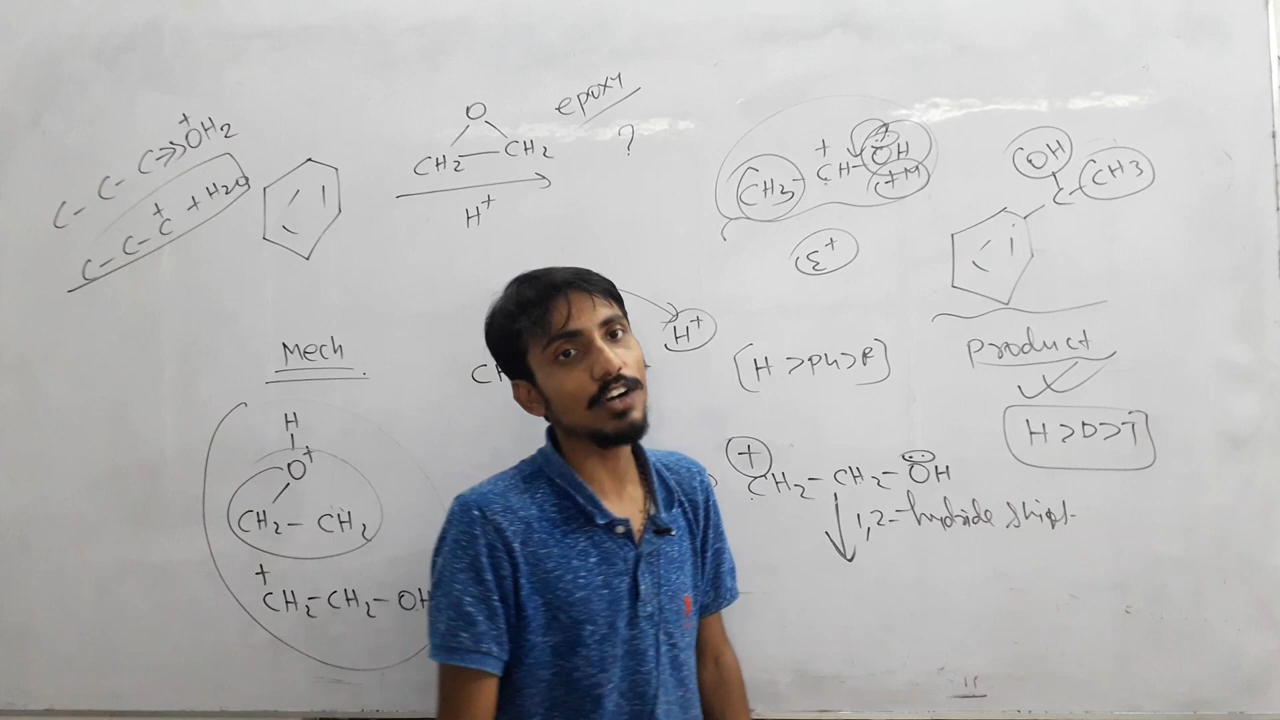 C-C-C→OH2+
C-C-C+ + H2O
O
CH2-CH2
H+
epoxy
?
CH3-CH-OH
+
+
+M
ε+
OH
C-CH3
Product
H>D>T
H+
[H>Ph>R]
Mech
H
O+
CH2-CH2
+
CH2-CH2-OH
+
CH2-CH2-OH
1,2-hydride shift